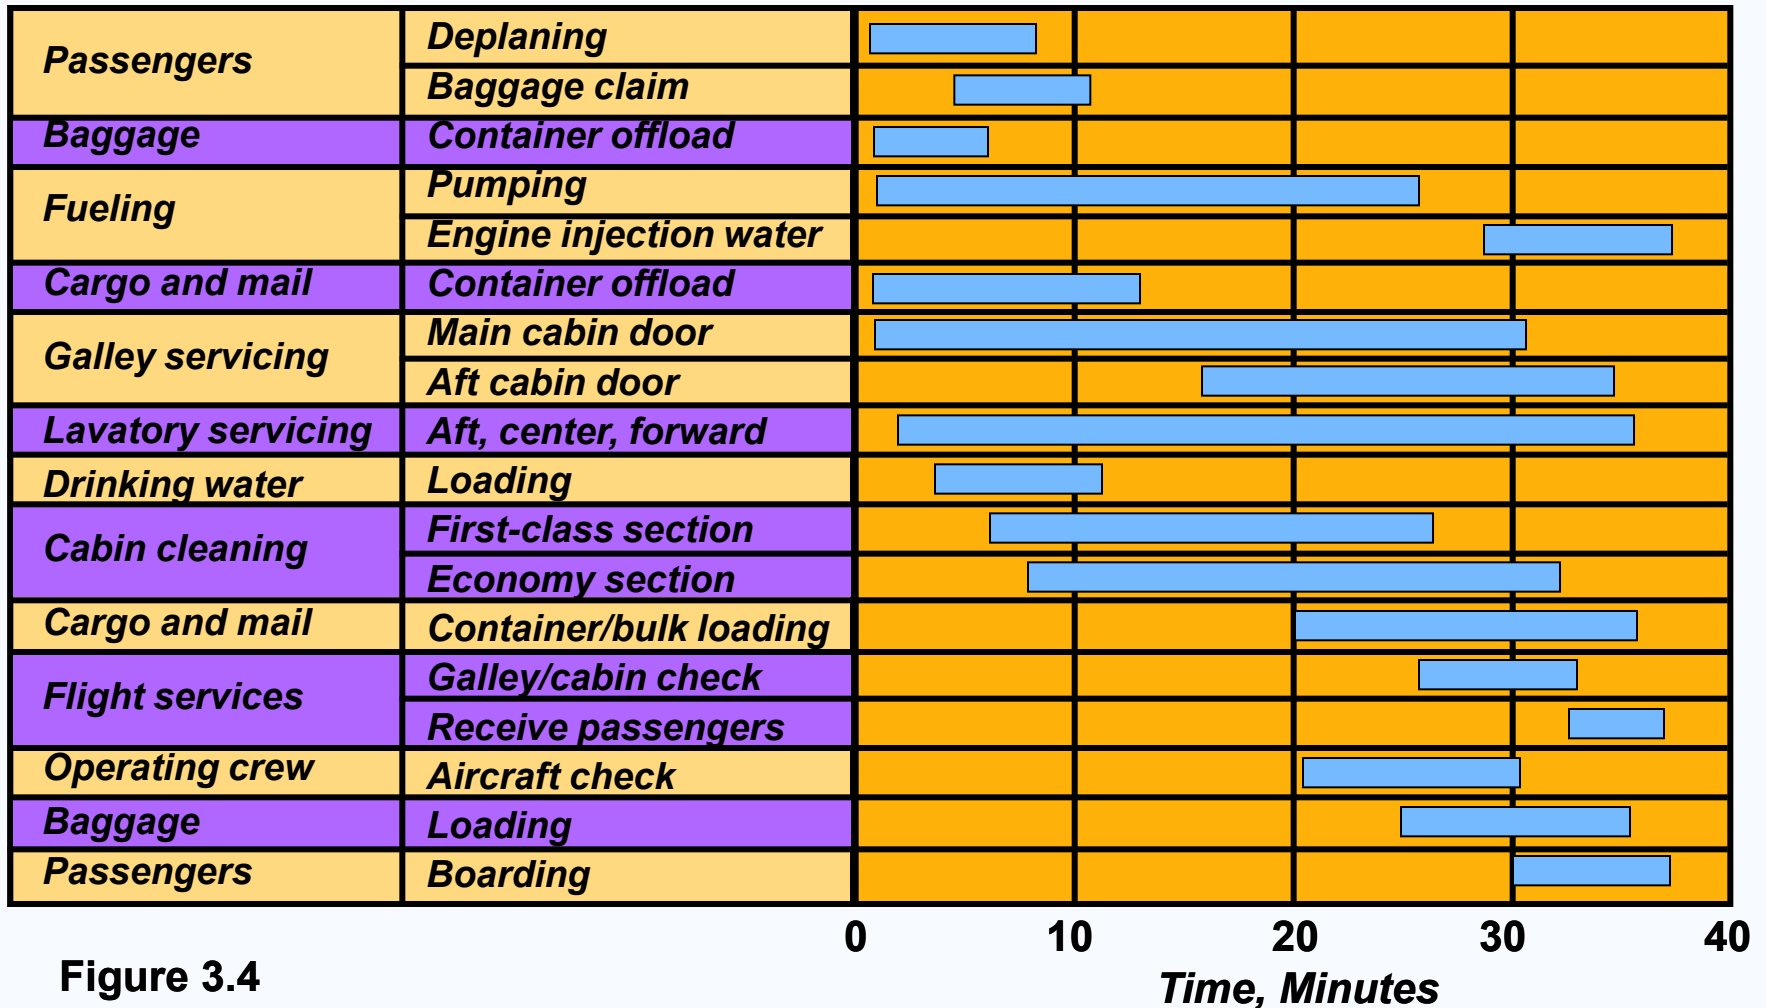 Passengers
Deplaning
Baggage claim
Baggage
Container offload
Fueling
Pumping
Engine injection water
Cargo and mail
Container offload
Galley servicing
Main cabin door
Aft cabin door
Lavatory servicing
Aft, center, forward
Drinking water
Loading
Cabin cleaning
First-class section
Economy section
Cargo and mail
Container/bulk loading
Flight services
Galley/cabin check
Receive passengers
Operating crew
Aircraft check
Baggage
Loading
Passengers
Boarding
0 10 20 30 40
Time, Minutes
Figure 3.4